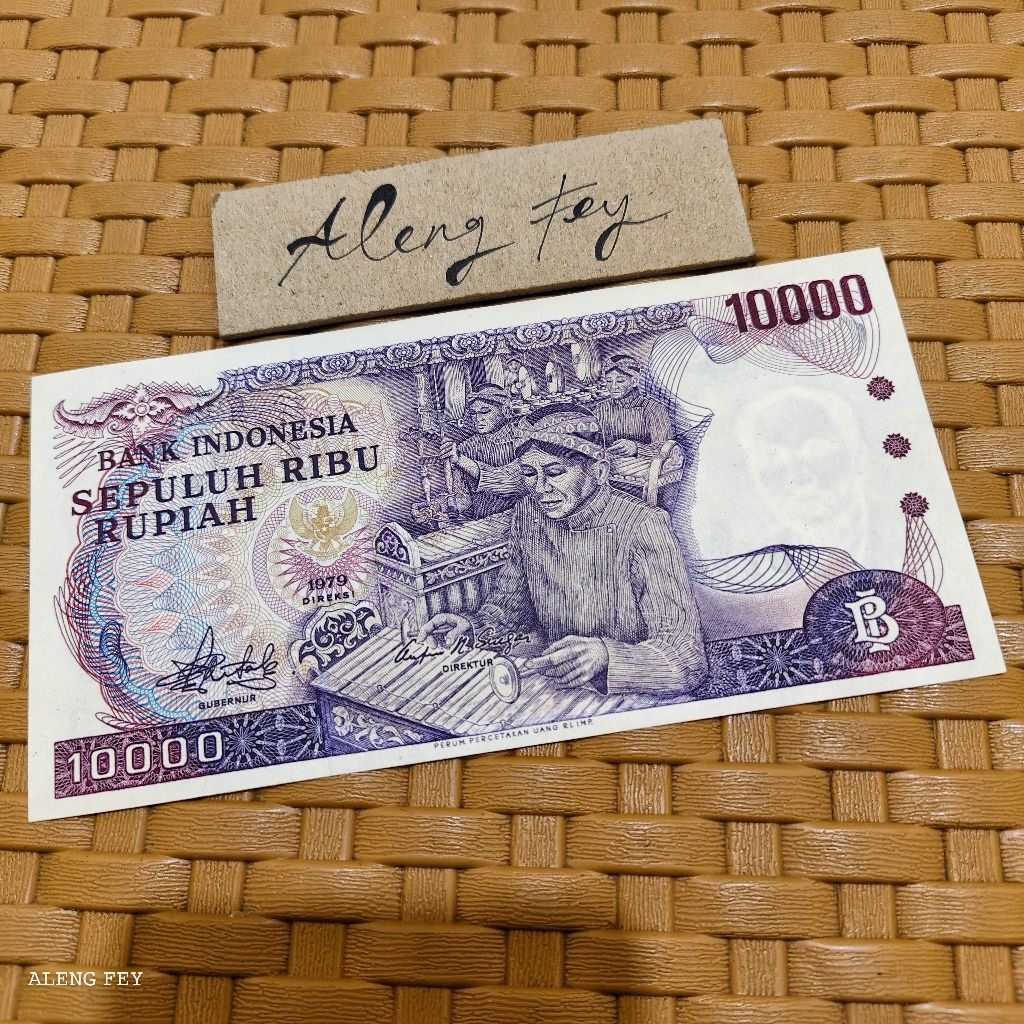 Aleng Fey
10000
BANK INDONESIA
SEPULUH RIBU
RUPIAH
1979
DIREKSI
GUBERNUR
DIREKTUR
10000
PERUM PERCETAKAN UANG R.I. IMP.
ALENG FEY